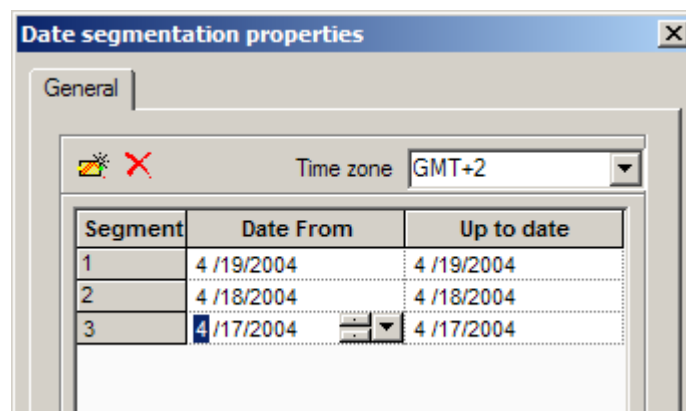 Date segmentation properties
General
Time zone GMT+2
Segment Date From Up to date
1 4 /19/2004 4 /19/2004
2 4 /18/2004 4 /18/2004
3 4 /17/2004 4 /17/2004